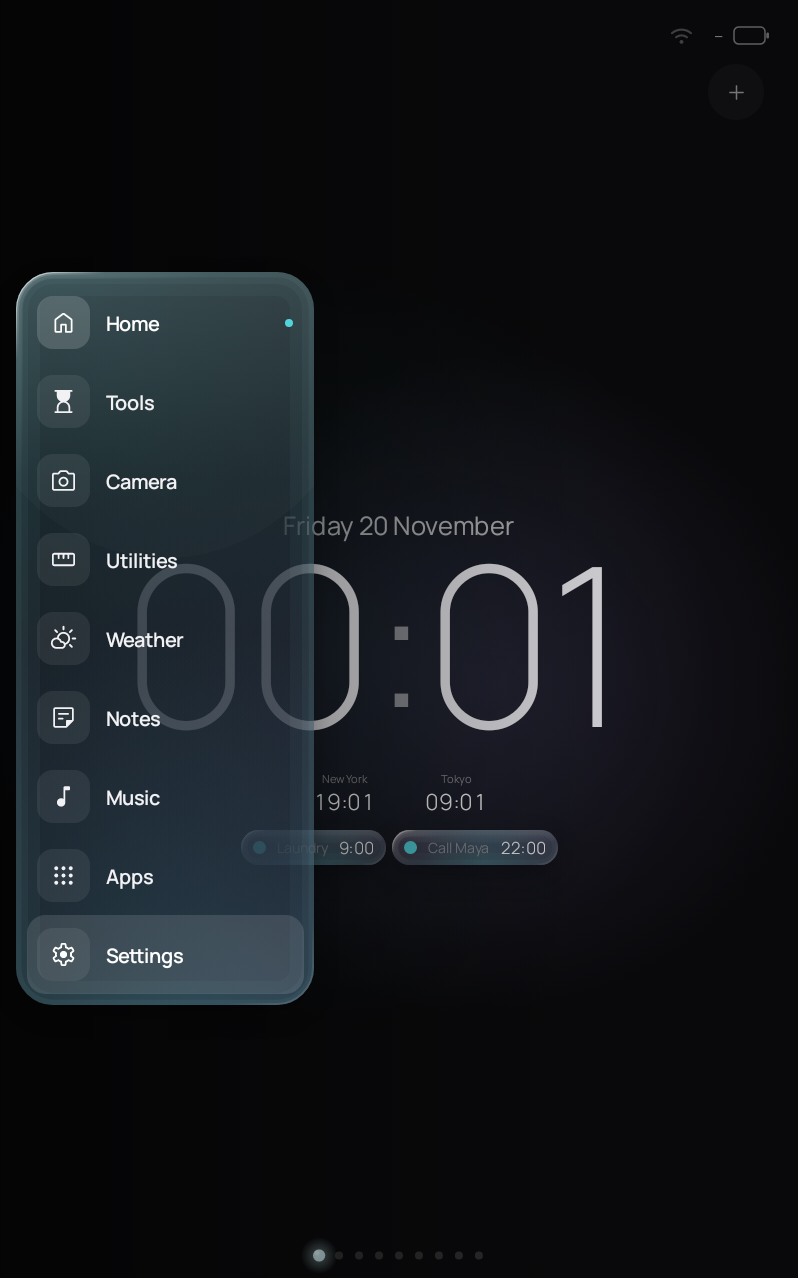 –
+
Home
Tools
Camera
Friday 20 November
Utilities
00:01
Weather
Notes
New York
Tokyo
Music
19:01
09:01
Laundry 9:00
Call Maya 22:00
Apps
Settings